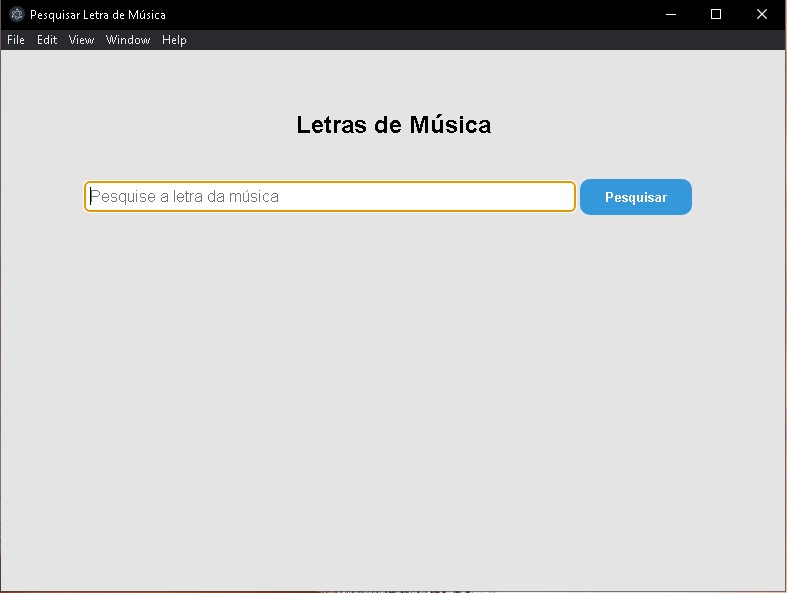 Pesquisar Letra de Música
File Edit View Window Help
Letras de Música
Pesquise a letra da música
Pesquisar